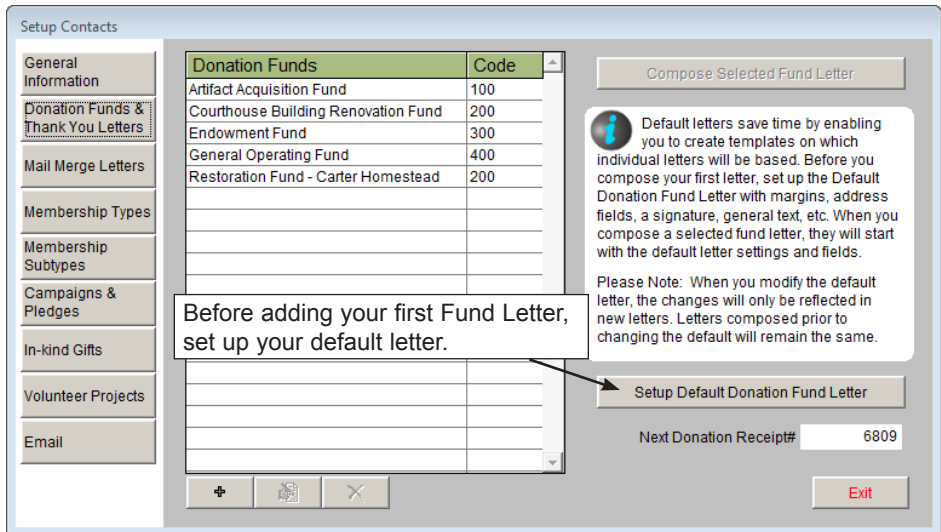 Setup Contacts
General
Information
Donation Funds &
Thank You Letters
Mail Merge Letters
Membership Types
Membership
Subtypes
Campaigns &
Pledges
In-kind Gifts
Volunteer Projects
Email
Donation Funds Code
Artifact Acquisition Fund 100
Courthouse Building Renovation Fund 200
Endowment Fund 300
General Operating Fund 400
Restoration Fund - Carter Homestead 200
Before adding your first Fund Letter,
set up your default letter.
Compose Selected Fund Letter
Default letters save time by enabling
you to create templates on which
individual letters will be based. Before you
compose your first letter, set up the Default
Donation Fund Letter with margins, address
fields, a signature, general text, etc. When you
compose a selected fund letter, they will start
with the default letter settings and fields.
Please Note: When you modify the default
letter, the changes will only be reflected in
new letters. Letters composed prior to
changing the default will remain the same.
Setup Default Donation Fund Letter
Next Donation Receipt# 6809
Exit